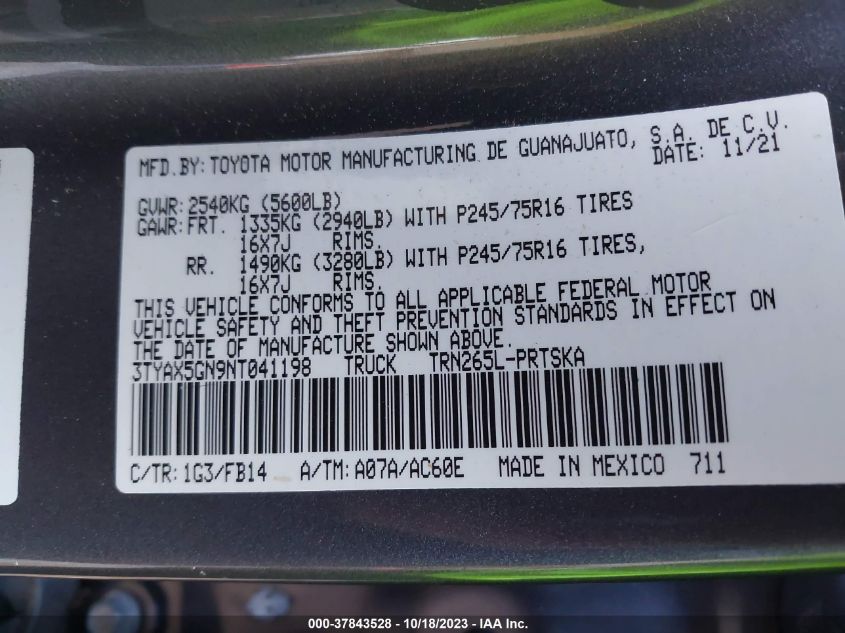 MFD.BY:TOYOTA MOTOR MANUFACTURING DE GUANAJUATO, S.A. DE C.V.
DATE: 11/21
GVWR:2540KG (5600LB)
GAWR:FRT. 1335KG (2940LB) WITH P245/75R16 TIRES
16X7J RIMS.
RR. 1490KG (3280LB) WITH P245/75R16 TIRES,
16X7J RIMS.
THIS VEHICLE CONFORMS TO ALL APPLICABLE FEDERAL MOTOR
VEHICLE SAFETY AND THEFT PREVENTION STANDARDS IN EFFECT ON
THE DATE OF MANUFACTURE SHOWN ABOVE.
3TYAX5GN9NT041198 TRUCK TRN265L-PRTSKA
C/TR:1G3/FB14 A/TM:A07A/AC60E MADE IN MEXICO 711
000-37843528 - 10/18/2023 - IAA Inc.